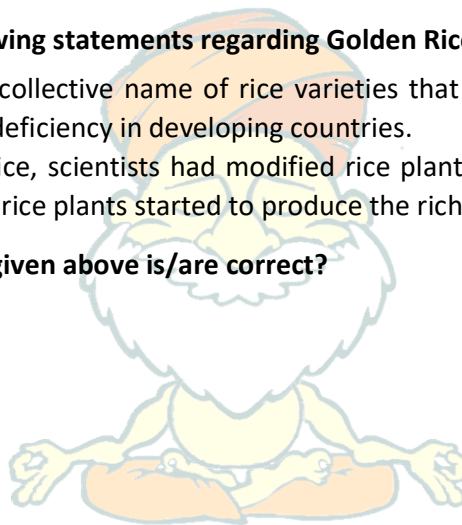 wing statements regarding Golden Rice
collective name of rice varieties that
deficiency in developing countries.
ice, scientists had modified rice plant
rice plants started to produce the rich
given above is/are correct?